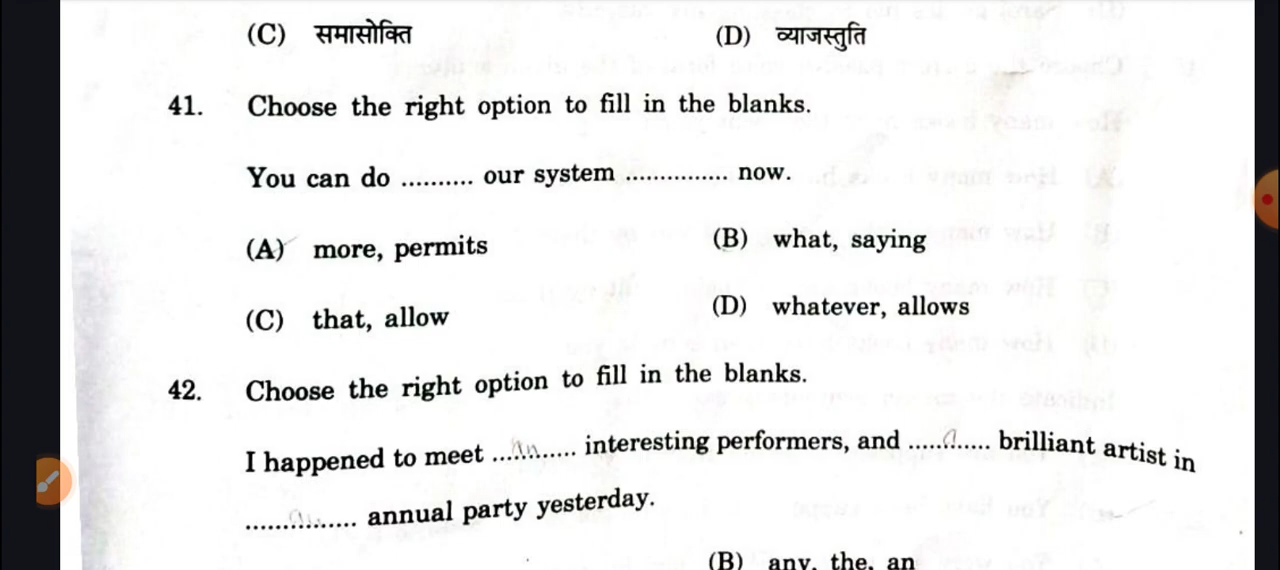 (C) समासोक्ति (D) व्याजस्तुति
41. Choose the right option to fill in the blanks.
You can do .......... our system .............. now.
(A) more, permits (B) what, saying
(C) that, allow (D) whatever, allows
42. Choose the right option to fill in the blanks.
I happened to meet ...an...... interesting performers, and ......a...... brilliant artist in
......an......... annual party yesterday.
(B) any, the, an